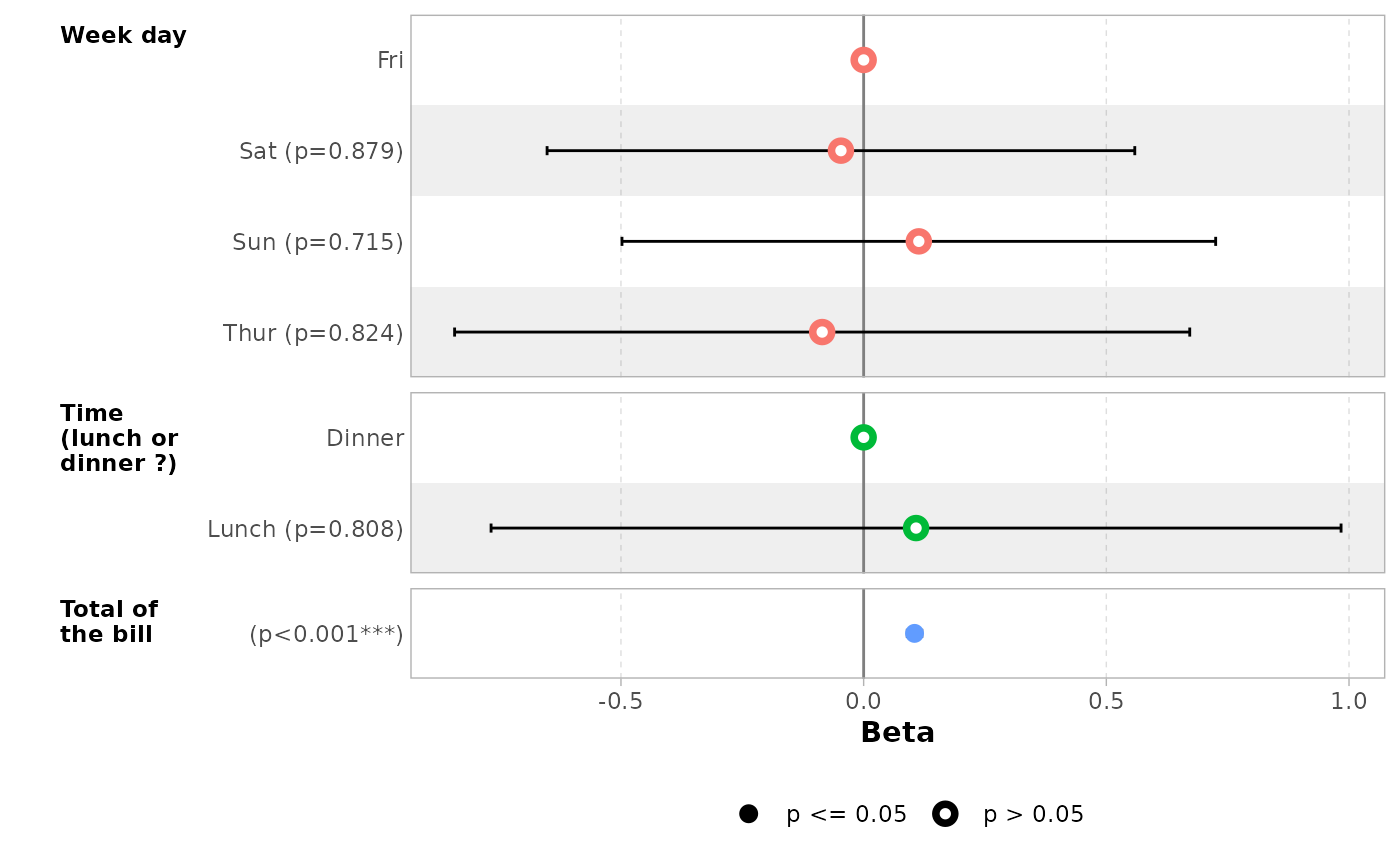 Week day
Fri
Sat (p=0.879)
Sun (p=0.715)
Thur (p=0.824)
Time
(lunch or
dinner ?)
Dinner
Lunch (p=0.808)
Total of
the bill
(p<0.001***)
-0.5 0.0 0.5 1.0
Beta
p <= 0.05 p > 0.05